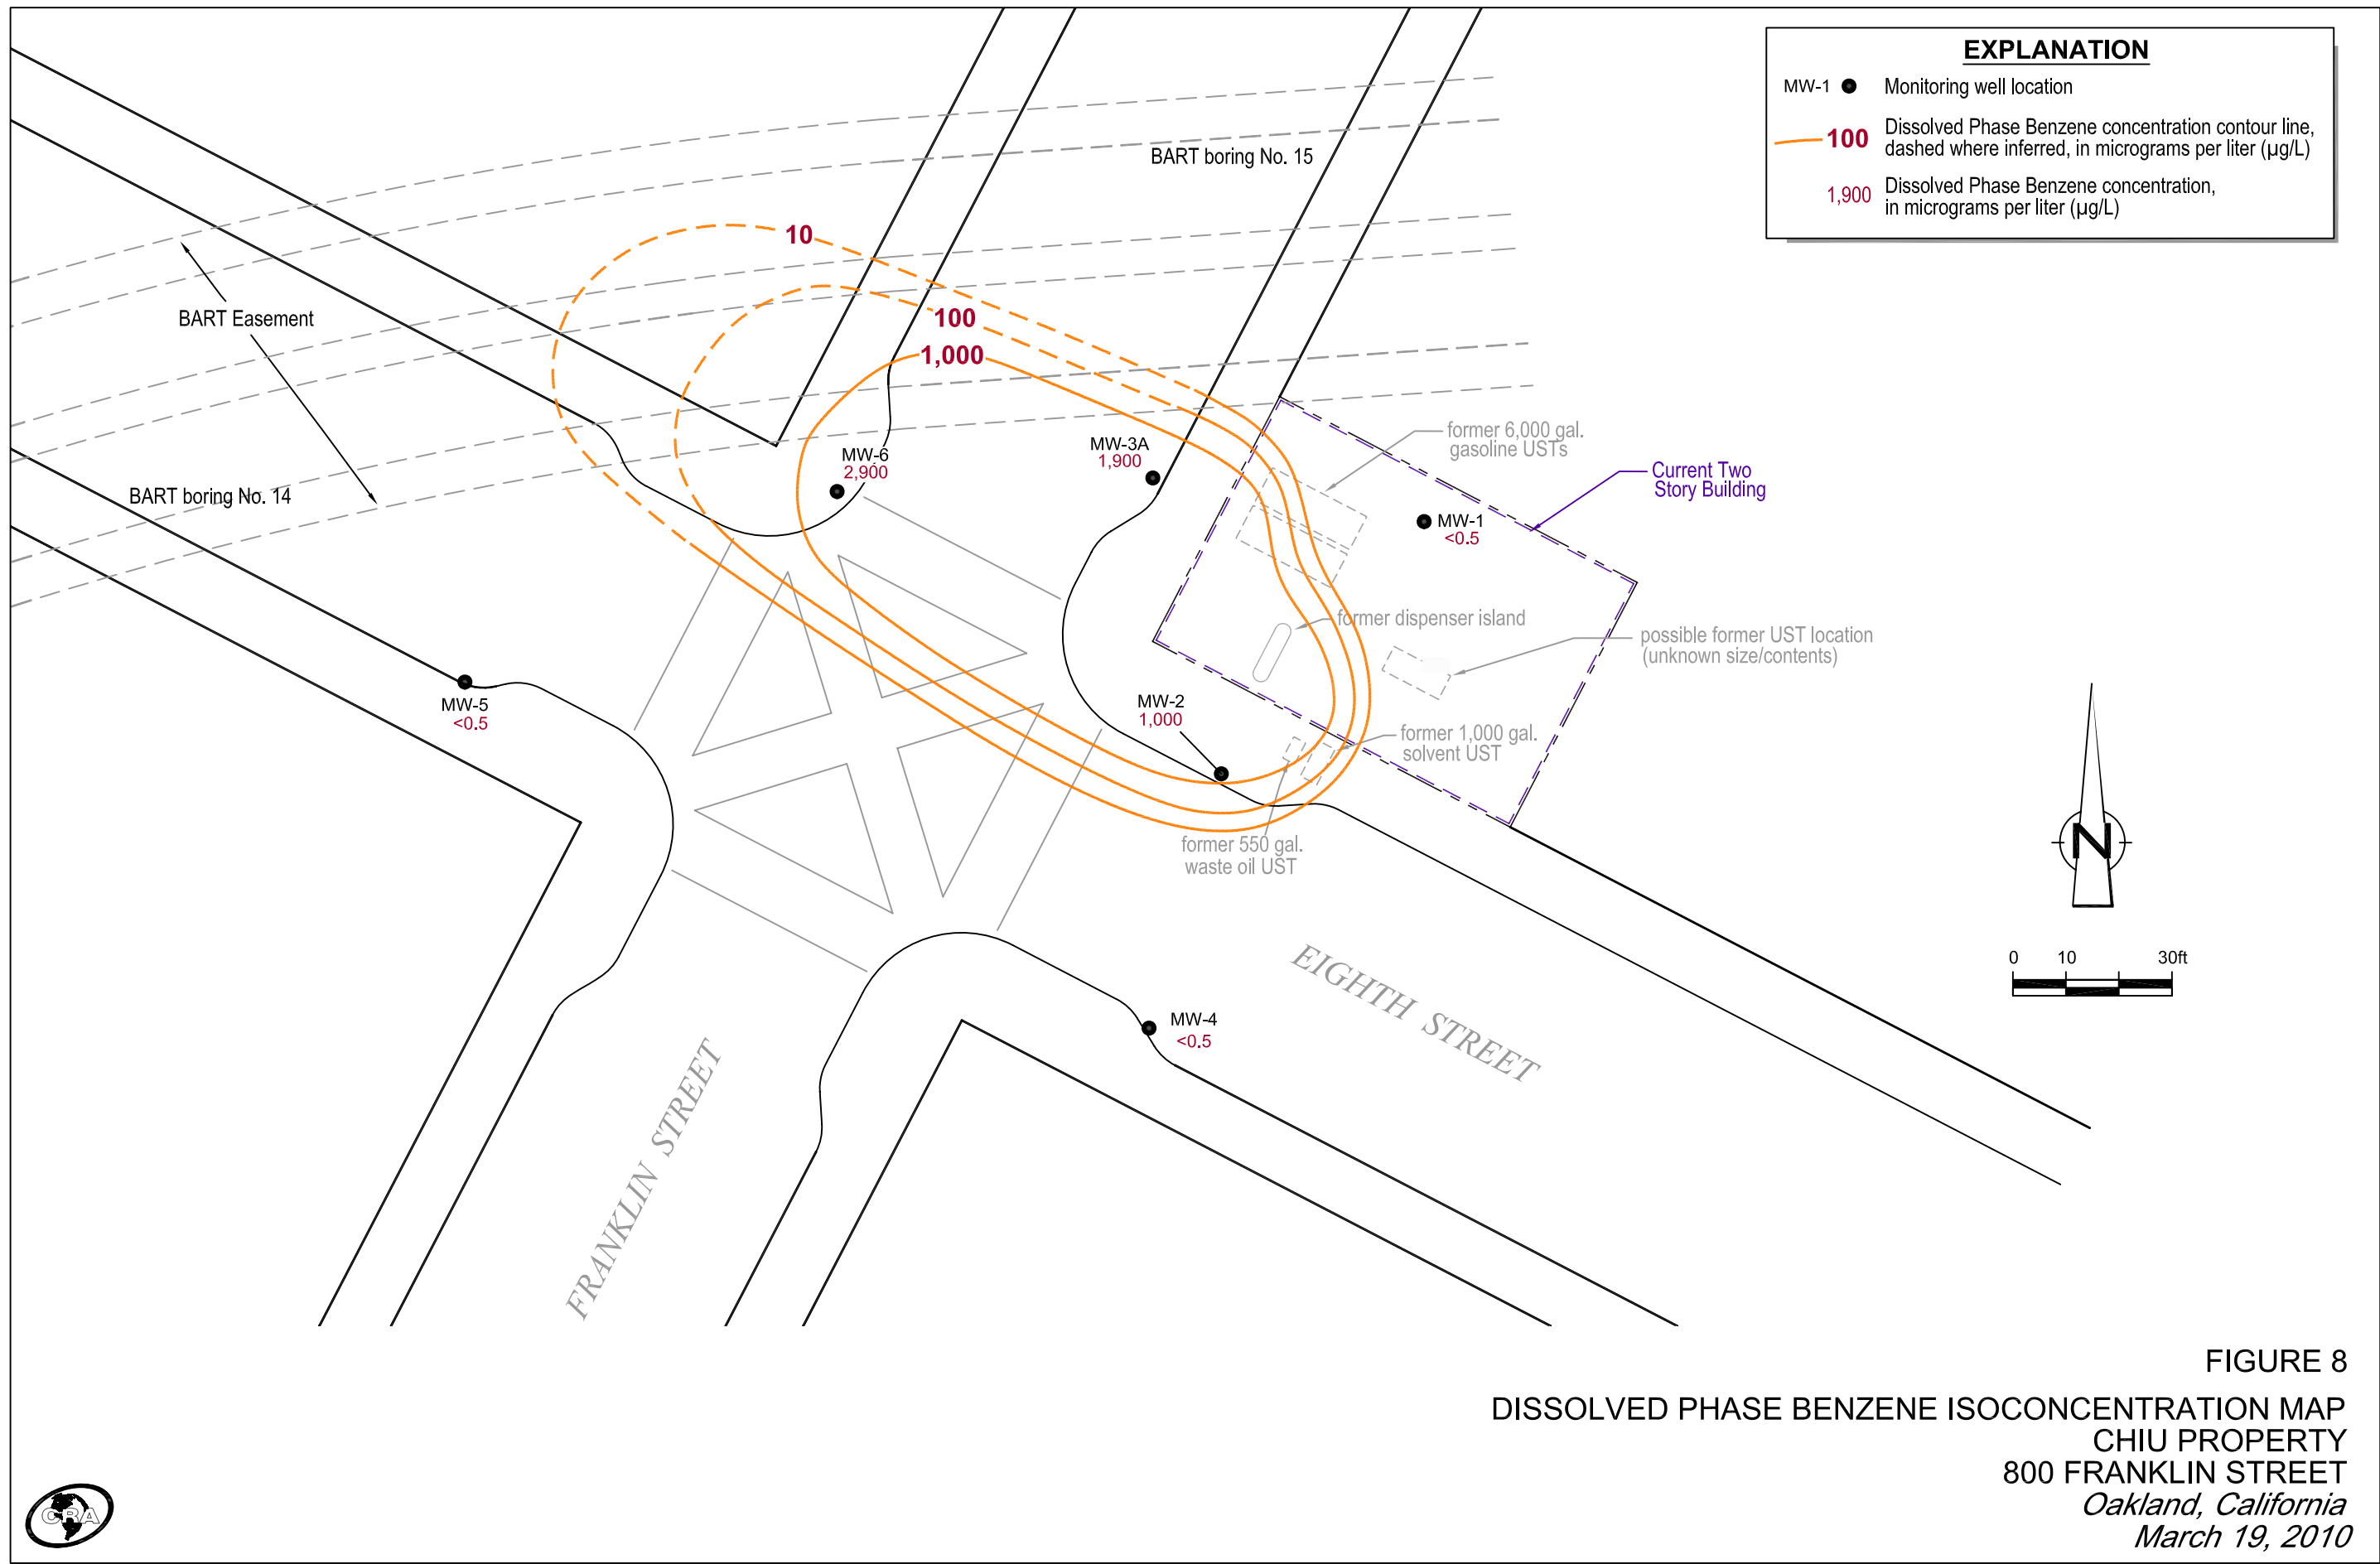 EXPLANATION
MW-1 Monitoring well location
100 Dissolved Phase Benzene concentration contour line,
dashed where inferred, in micrograms per liter (µg/L)
1,900 Dissolved Phase Benzene concentration,
in micrograms per liter (µg/L)
BART boring No. 15
10
BART Easement
100
1,000
former 6,000 gal.
gasoline USTs
MW-3A
1,900
MW-6
2,900
Current Two
Story Building
BART boring No. 14
MW-1
<0.5
former dispenser island
possible former UST location
(unknown size/contents)
MW-5
<0.5
MW-2
1,000
former 1,000 gal.
solvent UST
former 550 gal.
waste oil UST
N
0 10 30ft
EIGHTH STREET
MW-4
<0.5
FRANKLIN STREET
FIGURE 8
DISSOLVED PHASE BENZENE ISOCONCENTRATION MAP
CHIU PROPERTY
800 FRANKLIN STREET
Oakland, California
March 19, 2010
CRA